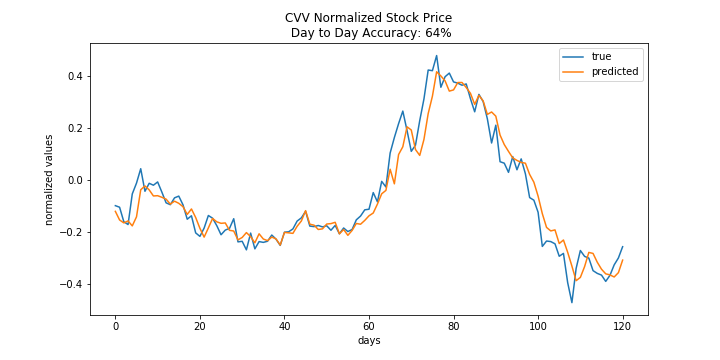 CVV Normalized Stock Price
Day to Day Accuracy: 64%
true
predicted
normalized values
0.4
0.2
0.0
−0.2
−0.4
0
20
40
60
80
100
120
days